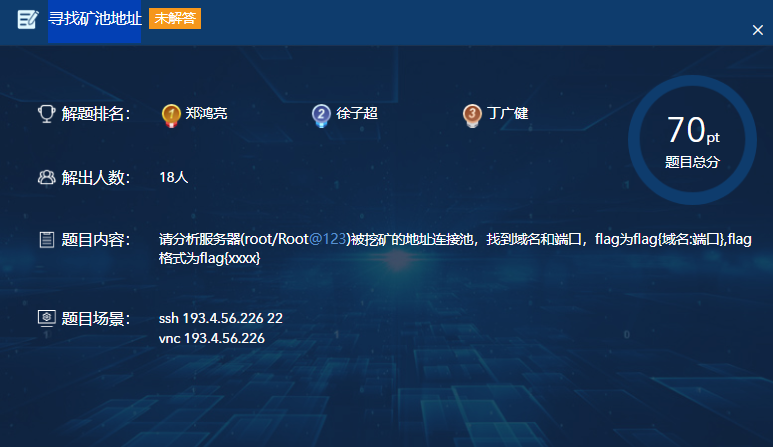 寻找矿池地址 未解答
×
解题排名： 1 郑鸿亮 2 徐子超 3 丁广健
70pt
题目总分
解出人数： 18人
题目内容： 请分析服务器(root/Root@123)被挖矿的地址连接池，找到域名和端口，flag为flag{域名:端口},flag
格式为flag{xxxx}
题目场景： ssh 193.4.56.226 22
vnc 193.4.56.226